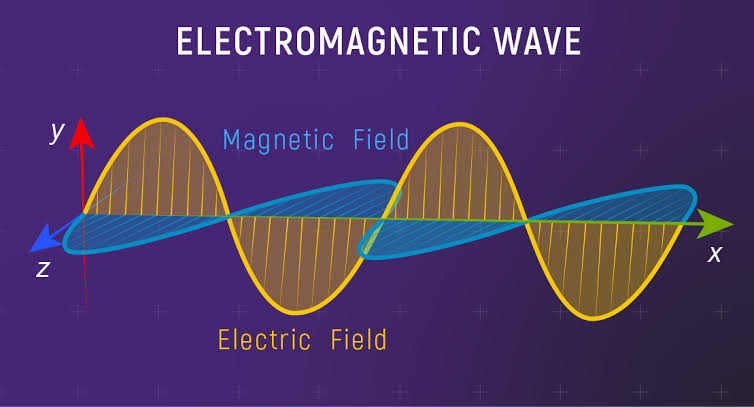 ELECTROMAGNETIC WAVE
y
Magnetic Field
z
x
Electric Field